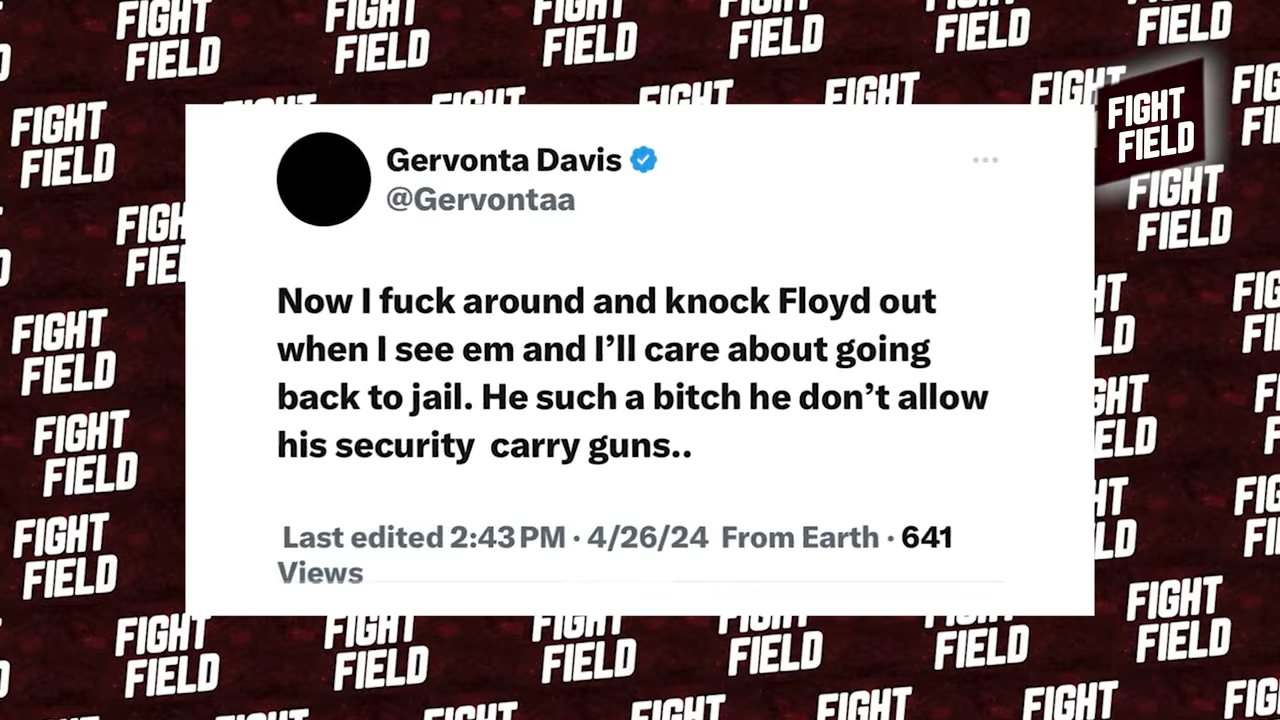 FIGHT
FIELD
Gervonta Davis
@Gervontaa
Now I fuck around and knock Floyd out
when I see em and I’ll care about going
back to jail. He such a bitch he don’t allow
his security carry guns..
Last edited 2:43 PM · 4/26/24 From Earth · 641
Views